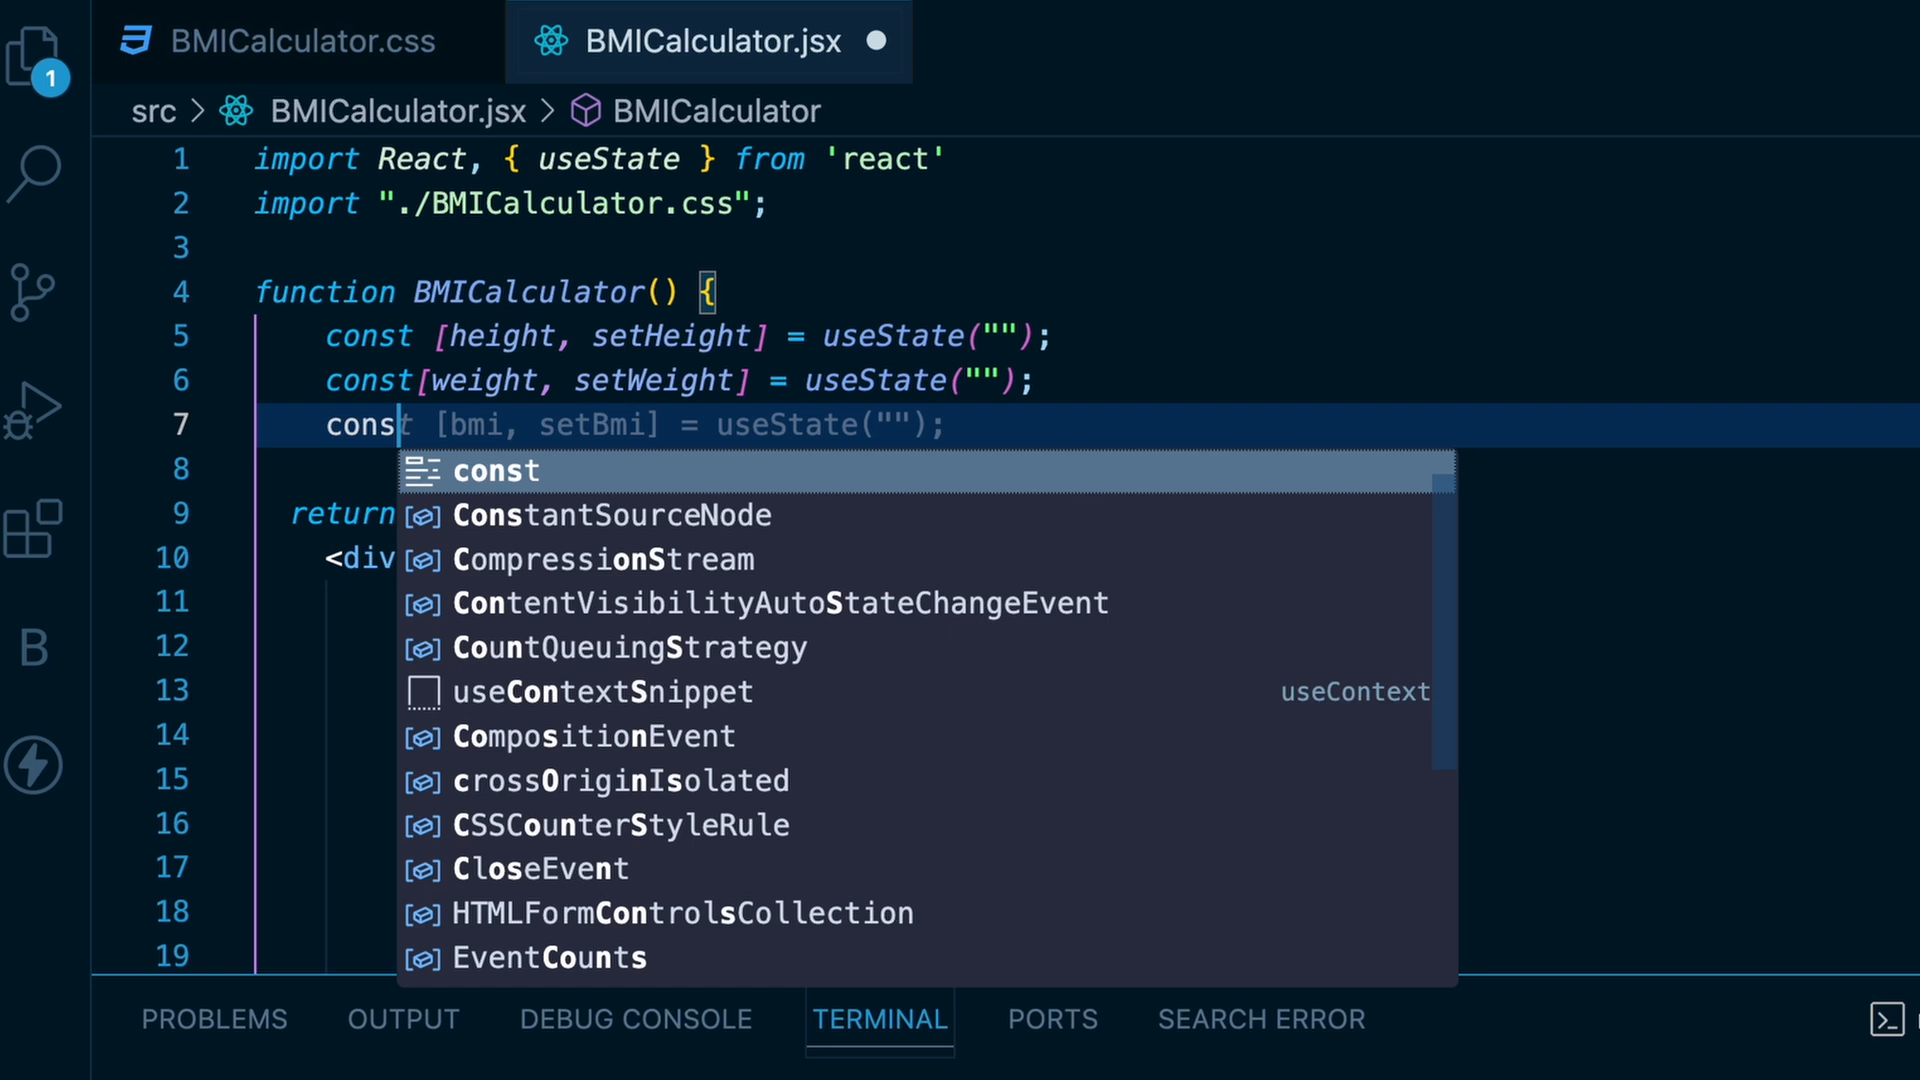 BMICalculator.css
BMICalculator.jsx
1
src > BMICalculator.jsx > BMICalculator
1 import React, { useState } from 'react'
2 import "./BMICalculator.css";
3
4 function BMICalculator() {
5 const [height, setHeight] = useState("");
6 const[weight, setWeight] = useState("");
7 const [bmi, setBmi] = useState("");
8
9 return
10 <div
11
12
13
14
15
16
17
18
19
const
ConstantSourceNode
CompressionStream
ContentVisibilityAutoStateChangeEvent
CountQueuingStrategy
useContextSnippet useContext
CompositionEvent
crossOriginIsolated
CSSCounterStyleRule
CloseEvent
HTMLFormControlsCollection
EventCounts
B
PROBLEMS OUTPUT DEBUG CONSOLE TERMINAL PORTS SEARCH ERROR